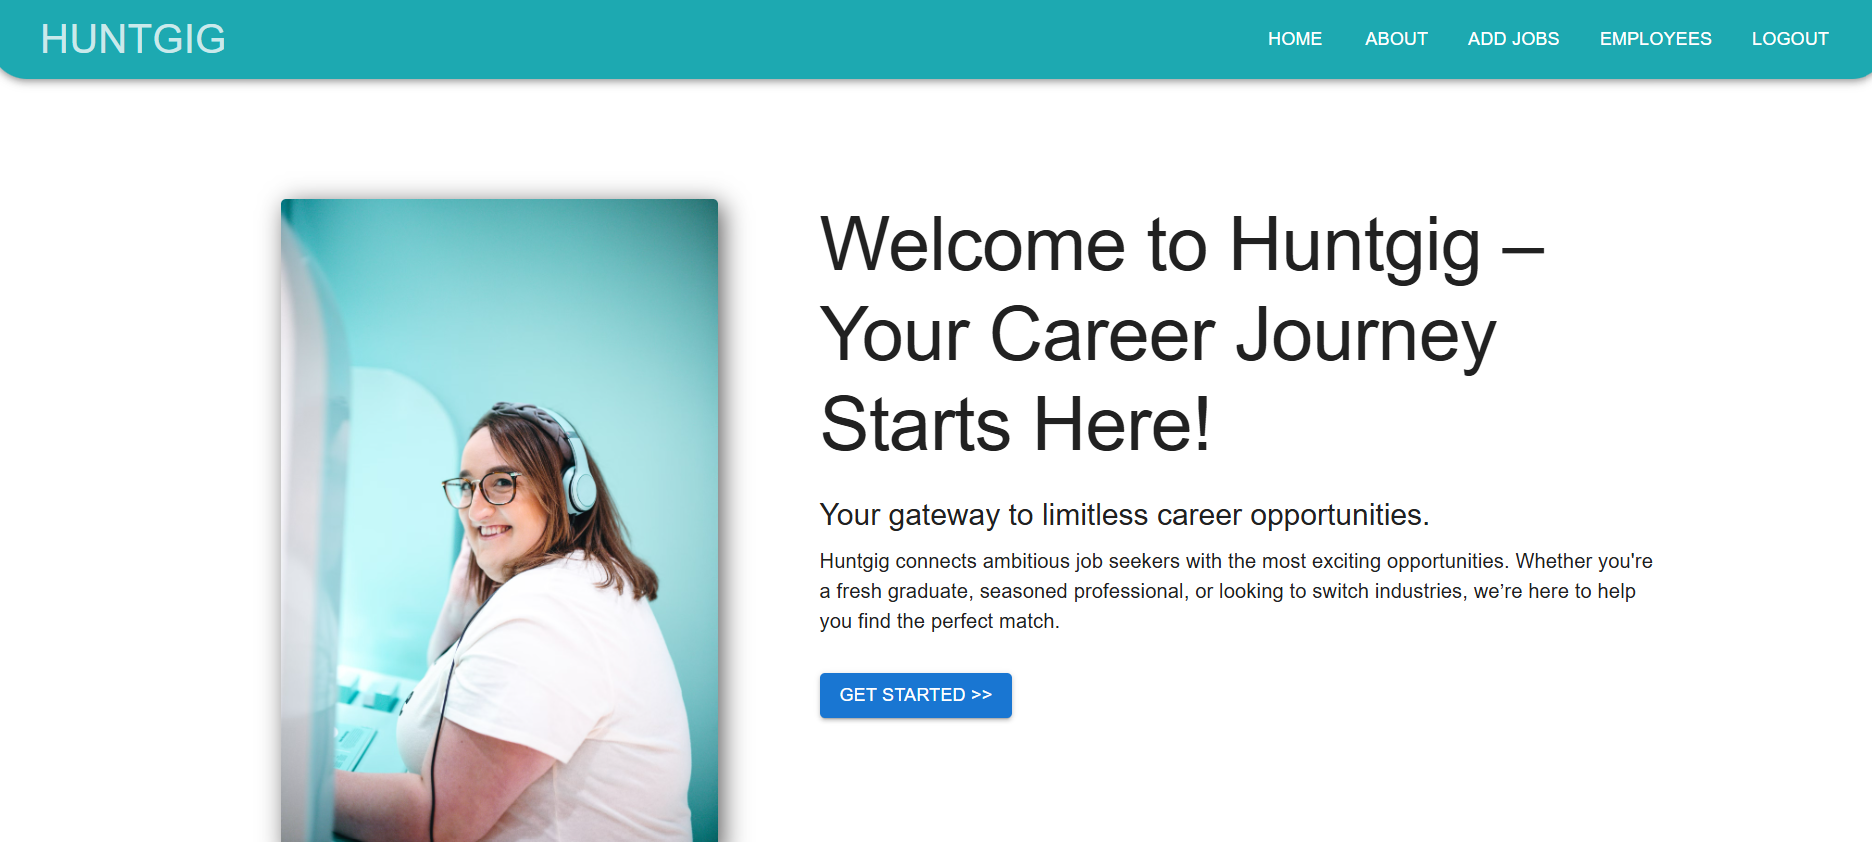 HUNTGIG
HOME ABOUT ADD JOBS EMPLOYEES LOGOUT
Welcome to Huntgig –
Your Career Journey
Starts Here!
Your gateway to limitless career opportunities.
Huntgig connects ambitious job seekers with the most exciting opportunities. Whether you're
a fresh graduate, seasoned professional, or looking to switch industries, we’re here to help
you find the perfect match.
GET STARTED >>